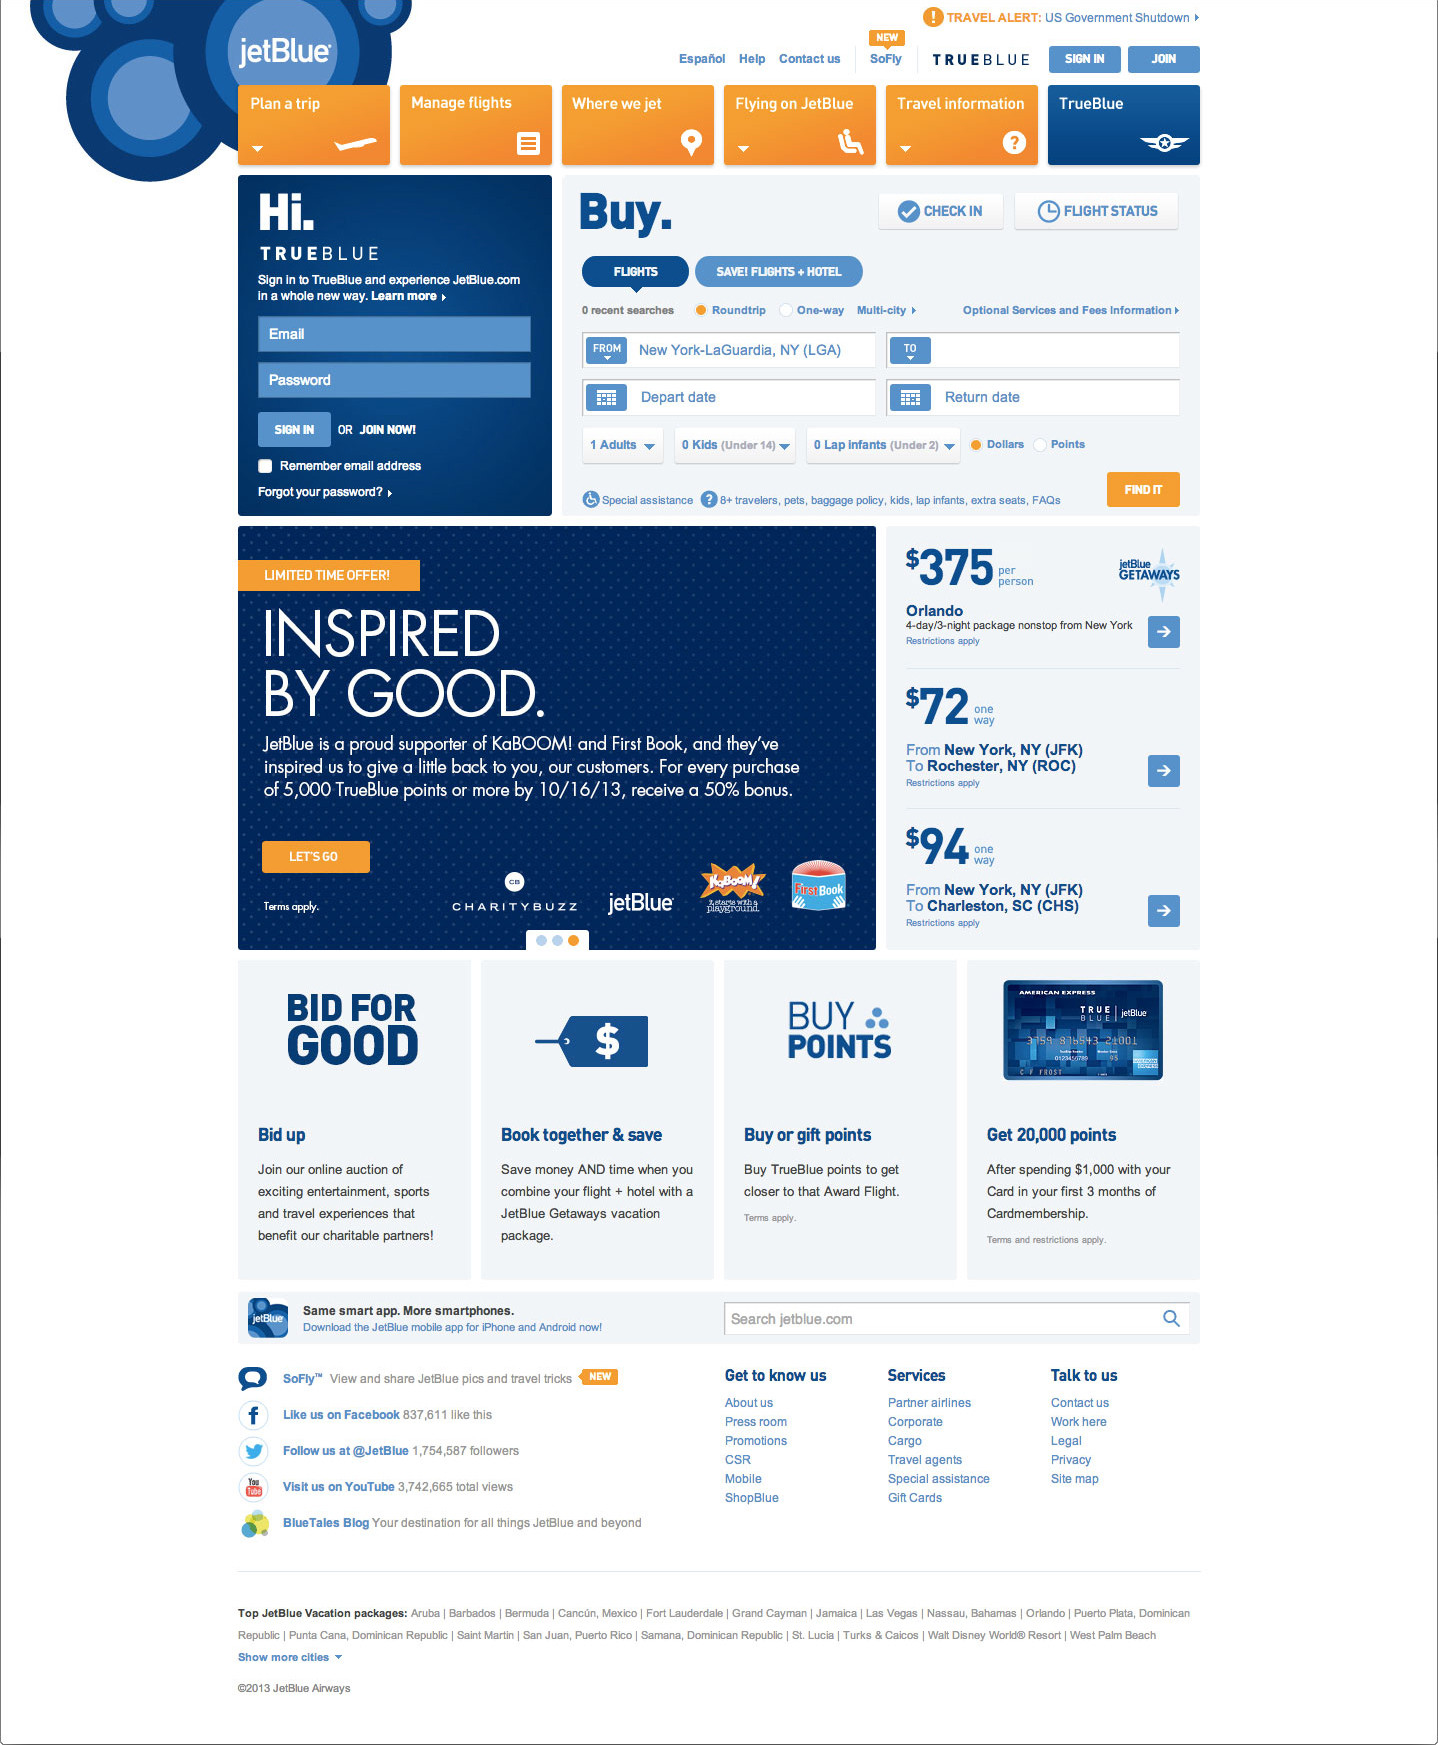 TRAVEL ALERT: US Government Shutdown
jetBlue
NEW
Español Help Contact us SoFly TRUEBLUE SIGN IN JOIN
Plan a trip Manage flights Where we jet Flying on JetBlue Travel information TrueBlue
Hi.
TRUEBLUE
Sign in to TrueBlue and experience JetBlue.com
in a whole new way. Learn more
Email
Password
SIGN IN OR JOIN NOW!
Remember email address
Forgot your password?
Buy.
CHECK IN FLIGHT STATUS
FLIGHTS SAVE! FLIGHTS + HOTEL
0 recent searches Roundtrip One-way Multi-city Optional Services and Fees Information
FROM New York-LaGuardia, NY (LGA) TO
Depart date Return date
1 Adults 0 Kids (Under 14) 0 Lap infants (Under 2) Dollars Points
FIND IT
Special assistance ? 8+ travelers, pets, baggage policy, kids, lap infants, extra seats, FAQs
LIMITED TIME OFFER!
INSPIRED
BY GOOD.
JetBlue is a proud supporter of KaBOOM! and First Book, and they've
inspired us to give a little back to you, our customers. For every purchase
of 5,000 TrueBlue points or more by 10/16/13, receive a 50% bonus.
LET'S GO
Terms apply.
CB
CHARITYBUZZ
jetBlue
KaBOOM!
it starts with a
playground.
First Book
$375 per person
jetBlue
GETAWAYS
Orlando
4-day/3-night package nonstop from New York
Restrictions apply
$72 one way
From New York, NY (JFK)
To Rochester, NY (ROC)
Restrictions apply
$94 one way
From New York, NY (JFK)
To Charleston, SC (CHS)
Restrictions apply
BID FOR
GOOD
Bid up
Join our online auction of
exciting entertainment, sports
and travel experiences that
benefit our charitable partners!
$
Book together & save
Save money AND time when you
combine your flight + hotel with a
JetBlue Getaways vacation
package.
BUY
POINTS
Buy or gift points
Buy TrueBlue points to get
closer to that Award Flight.
Terms apply.
AMERICAN EXPRESS
TRUE
BLUE
jetBlue
C F FROST
Get 20,000 points
After spending $1,000 with your
Card in your first 3 months of
Cardmembership.
Terms and restrictions apply.
jetBlue
Same smart app. More smartphones.
Download the JetBlue mobile app for iPhone and Android now!
Search jetblue.com
SoFly™ View and share JetBlue pics and travel tricks NEW
Like us on Facebook 837,611 like this
Follow us at @JetBlue 1,754,587 followers
You
Tube
Visit us on YouTube 3,742,665 total views
BlueTales Blog Your destination for all things JetBlue and beyond
Get to know us
About us
Press room
Promotions
CSR
Mobile
ShopBlue
Services
Partner airlines
Corporate
Cargo
Travel agents
Special assistance
Gift Cards
Talk to us
Contact us
Work here
Legal
Privacy
Site map
Top JetBlue Vacation packages: Aruba | Barbados | Bermuda | Cancún, Mexico | Fort Lauderdale | Grand Cayman | Jamaica | Las Vegas | Nassau, Bahamas | Orlando | Puerto Plata, Dominican
Republic | Punta Cana, Dominican Republic | Saint Martin | San Juan, Puerto Rico | Samana, Dominican Republic | St. Lucia | Turks & Caicos | Walt Disney World® Resort | West Palm Beach
Show more cities
©2013 JetBlue Airways